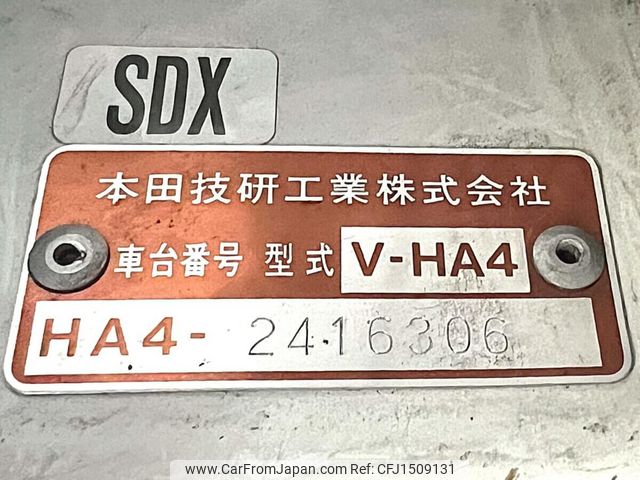 SDX
本田技研工業株式会社
車台番号 型式 V-HA4
HA4- 2416306
www.CarFromJapan.com | Ref.ID: CFJ1509131